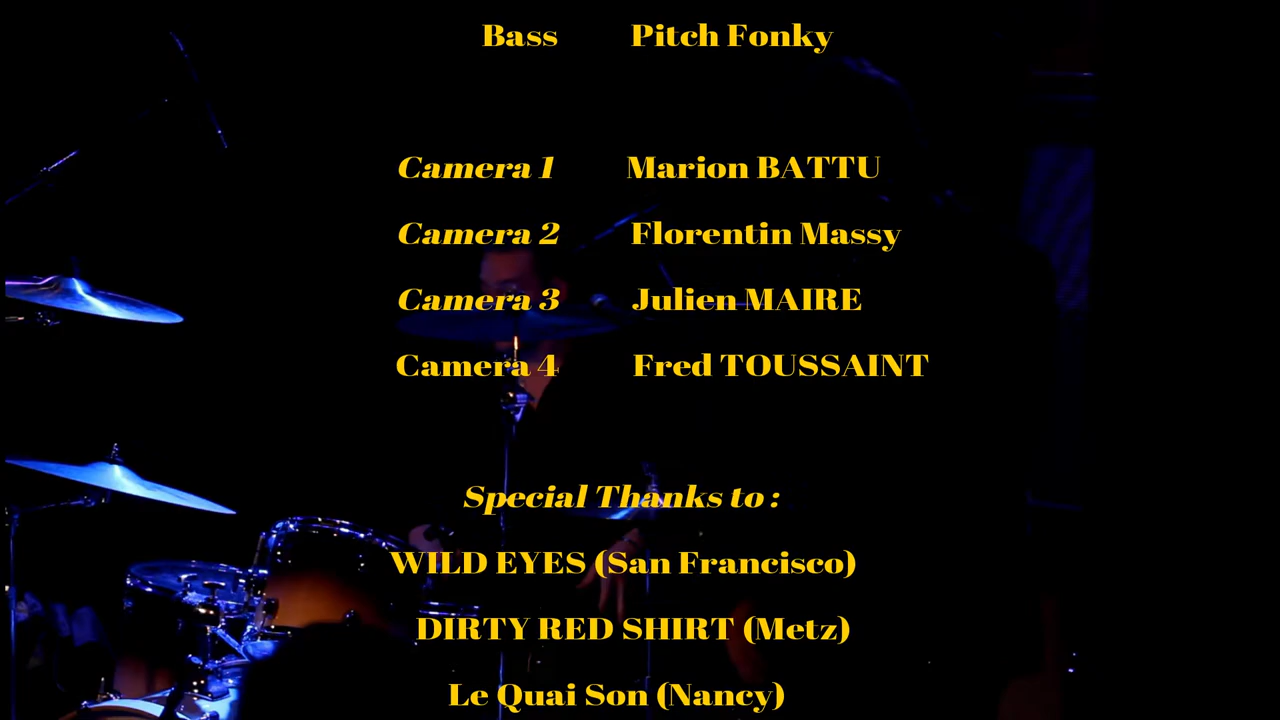 Bass Pitch Fonky
Camera 1 Marion BATTU
Camera 2 Florentin Massy
Camera 3 Julien MAIRE
Camera 4 Fred TOUSSAINT
Special Thanks to :
WILD EYES (San Francisco)
DIRTY RED SHIRT (Metz)
Le Quai Son (Nancy)